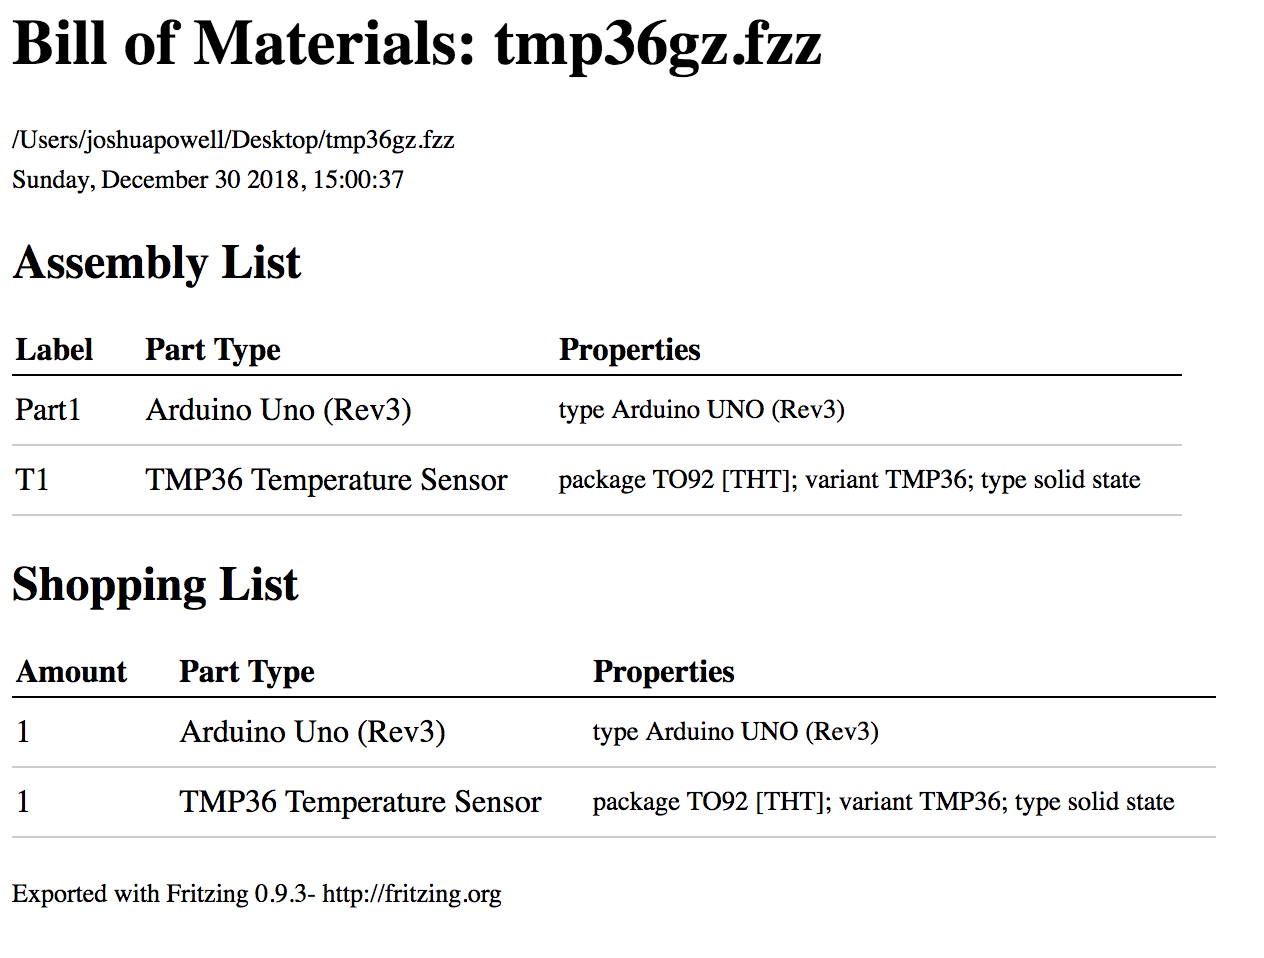 Bill of Materials: tmp36gz.fzz
/Users/joshuapowell/Desktop/tmp36gz.fzz
Sunday, December 30 2018, 15:00:37
Assembly List
Label Part Type Properties
Part1 Arduino Uno (Rev3) type Arduino UNO (Rev3)
T1 TMP36 Temperature Sensor package TO92 [THT]; variant TMP36; type solid state
Shopping List
Amount Part Type Properties
1 Arduino Uno (Rev3) type Arduino UNO (Rev3)
1 TMP36 Temperature Sensor package TO92 [THT]; variant TMP36; type solid state
Exported with Fritzing 0.9.3- http://fritzing.org